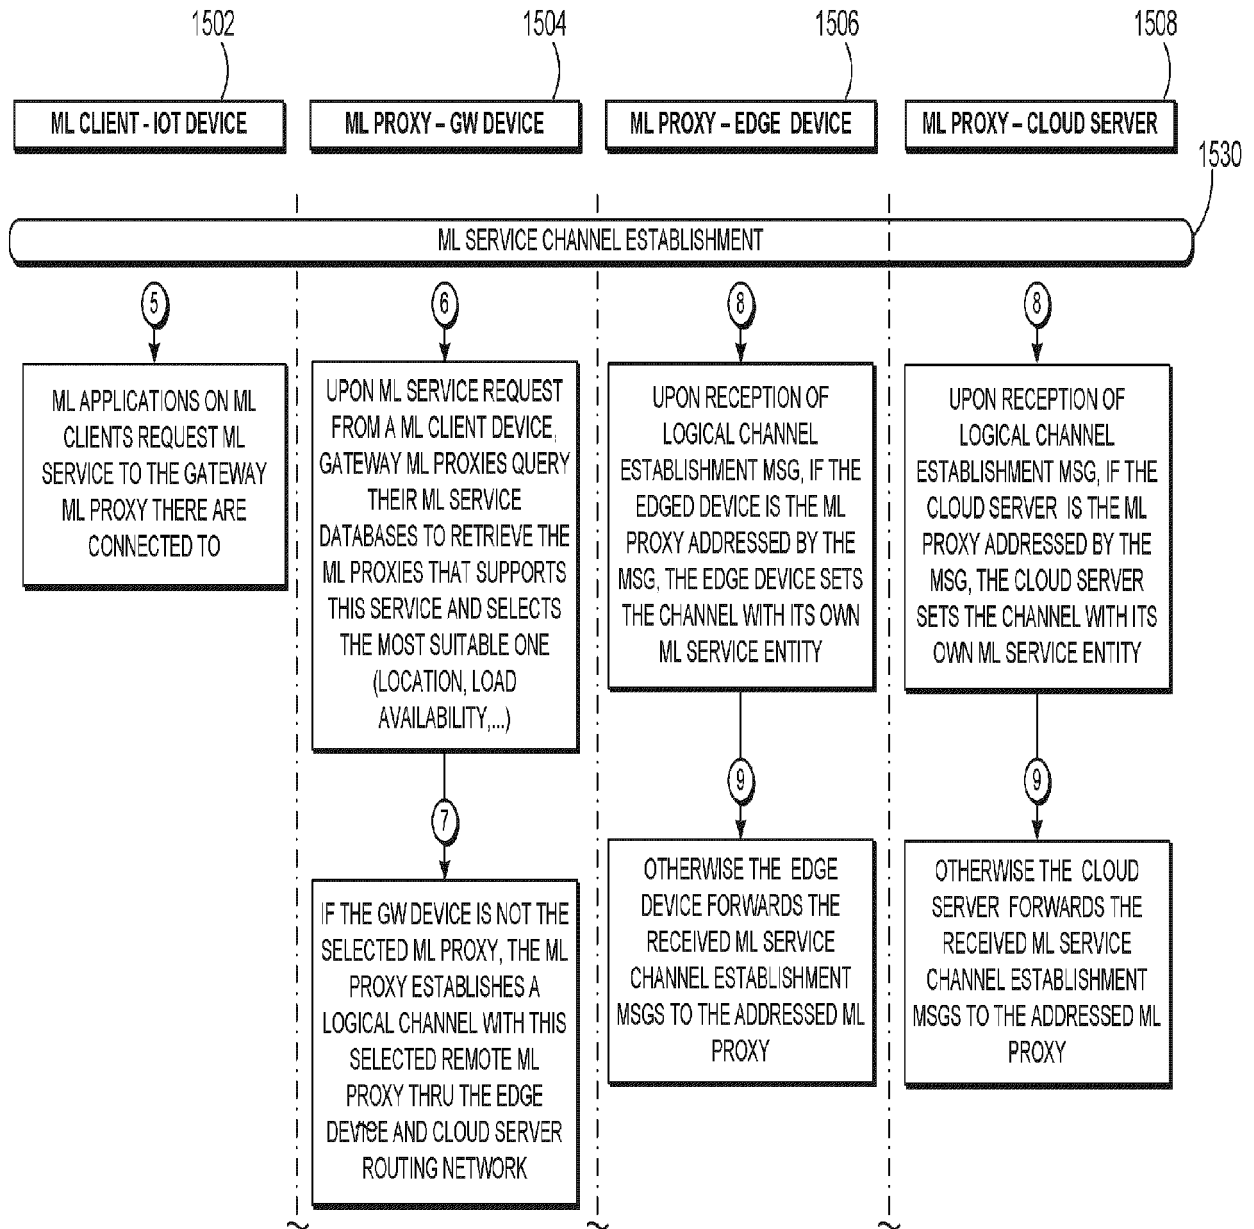 1502
1504
1506
1508
ML CLIENT - IOT DEVICE
ML PROXY – GW DEVICE
ML PROXY – EDGE DEVICE
ML PROXY – CLOUD SERVER
1530
ML SERVICE CHANNEL ESTABLISHMENT
5
ML APPLICATIONS ON ML
CLIENTS REQUEST ML
SERVICE TO THE GATEWAY
ML PROXY THERE ARE
CONNECTED TO
6
UPON ML SERVICE REQUEST
FROM A ML CLIENT DEVICE,
GATEWAY ML PROXIES QUERY
THEIR ML SERVICE
DATABASES TO RETRIEVE THE
ML PROXIES THAT SUPPORTS
THIS SERVICE AND SELECTS
THE MOST SUITABLE ONE
(LOCATION, LOAD
AVAILABILITY,...)
7
IF THE GW DEVICE IS NOT THE
SELECTED ML PROXY, THE ML
PROXY ESTABLISHES A
LOGICAL CHANNEL WITH THIS
SELECTED REMOTE ML
PROXY THRU THE EDGE
DEVICE AND CLOUD SERVER
ROUTING NETWORK
8
UPON RECEPTION OF
LOGICAL CHANNEL
ESTABLISHMENT MSG, IF THE
EDGED DEVICE IS THE ML
PROXY ADDRESSED BY THE
MSG, THE EDGE DEVICE SETS
THE CHANNEL WITH ITS OWN
ML SERVICE ENTITY
9
OTHERWISE THE EDGE
DEVICE FORWARDS THE
RECEIVED ML SERVICE
CHANNEL ESTABLISHMENT
MSGS TO THE ADDRESSED ML
PROXY
8
UPON RECEPTION OF
LOGICAL CHANNEL
ESTABLISHMENT MSG, IF THE
CLOUD SERVER IS THE ML
PROXY ADDRESSED BY THE
MSG, THE CLOUD SERVER
SETS THE CHANNEL WITH ITS
OWN ML SERVICE ENTITY
9
OTHERWISE THE CLOUD
SERVER FORWARDS THE
RECEIVED ML SERVICE
CHANNEL ESTABLISHMENT
MSGS TO THE ADDRESSED ML
PROXY